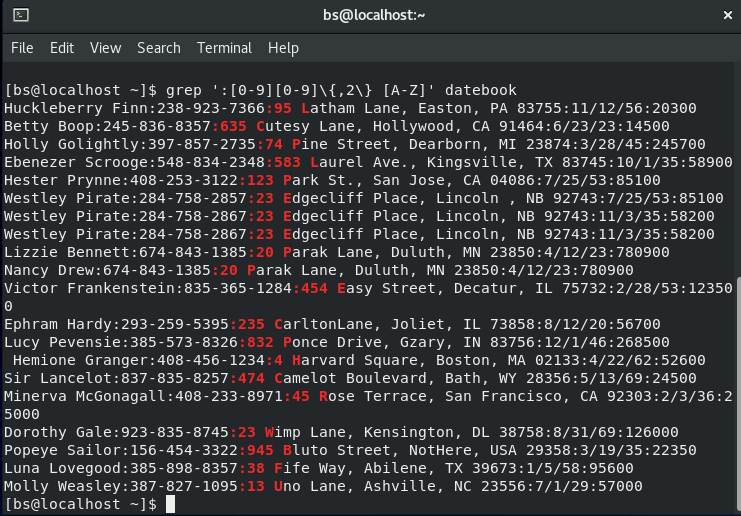 bs@localhost:~
File Edit View Search Terminal Help
[bs@localhost ~]$ grep ':[0-9][0-9]\{,2\} [A-Z]' datebook
Huckleberry Finn:238-923-7366:95 Latham Lane, Easton, PA 83755:11/12/56:20300
Betty Boop:245-836-8357:635 Cutesy Lane, Hollywood, CA 91464:6/23/23:14500
Holly Golightly:397-857-2735:74 Pine Street, Dearborn, MI 23874:3/28/45:245700
Ebenezer Scrooge:548-834-2348:583 Laurel Ave., Kingsville, TX 83745:10/1/35:58900
Hester Prynne:408-253-3122:123 Park St., San Jose, CA 04086:7/25/53:85100
Westley Pirate:284-758-2857:23 Edgecliff Place, Lincoln , NB 92743:7/25/53:85100
Westley Pirate:284-758-2867:23 Edgecliff Place, Lincoln, NB 92743:11/3/35:58200
Westley Pirate:284-758-2867:23 Edgecliff Place, Lincoln, NB 92743:11/3/35:58200
Lizzie Bennett:674-843-1385:20 Parak Lane, Duluth, MN 23850:4/12/23:780900
Nancy Drew:674-843-1385:20 Parak Lane, Duluth, MN 23850:4/12/23:780900
Victor Frankenstein:835-365-1284:454 Easy Street, Decatur, IL 75732:2/28/53:12350
0
Ephram Hardy:293-259-5395:235 CarltonLane, Joliet, IL 73858:8/12/20:56700
Lucy Pevensie:385-573-8326:832 Ponce Drive, Gzary, IN 83756:12/1/46:268500
Hemione Granger:408-456-1234:4 Harvard Square, Boston, MA 02133:4/22/62:52600
Sir Lancelot:837-835-8257:474 Camelot Boulevard, Bath, WY 28356:5/13/69:24500
Minerva McGonagall:408-233-8971:45 Rose Terrace, San Francisco, CA 92303:2/3/36:2
5000
Dorothy Gale:923-835-8745:23 Wimp Lane, Kensington, DL 38758:8/31/69:126000
Popeye Sailor:156-454-3322:945 Bluto Street, NotHere, USA 29358:3/19/35:22350
Luna Lovegood:385-898-8357:38 Fife Way, Abilene, TX 39673:1/5/58:95600
Molly Weasley:387-827-1095:13 Uno Lane, Ashville, NC 23556:7/1/29:57000
[bs@localhost ~]$